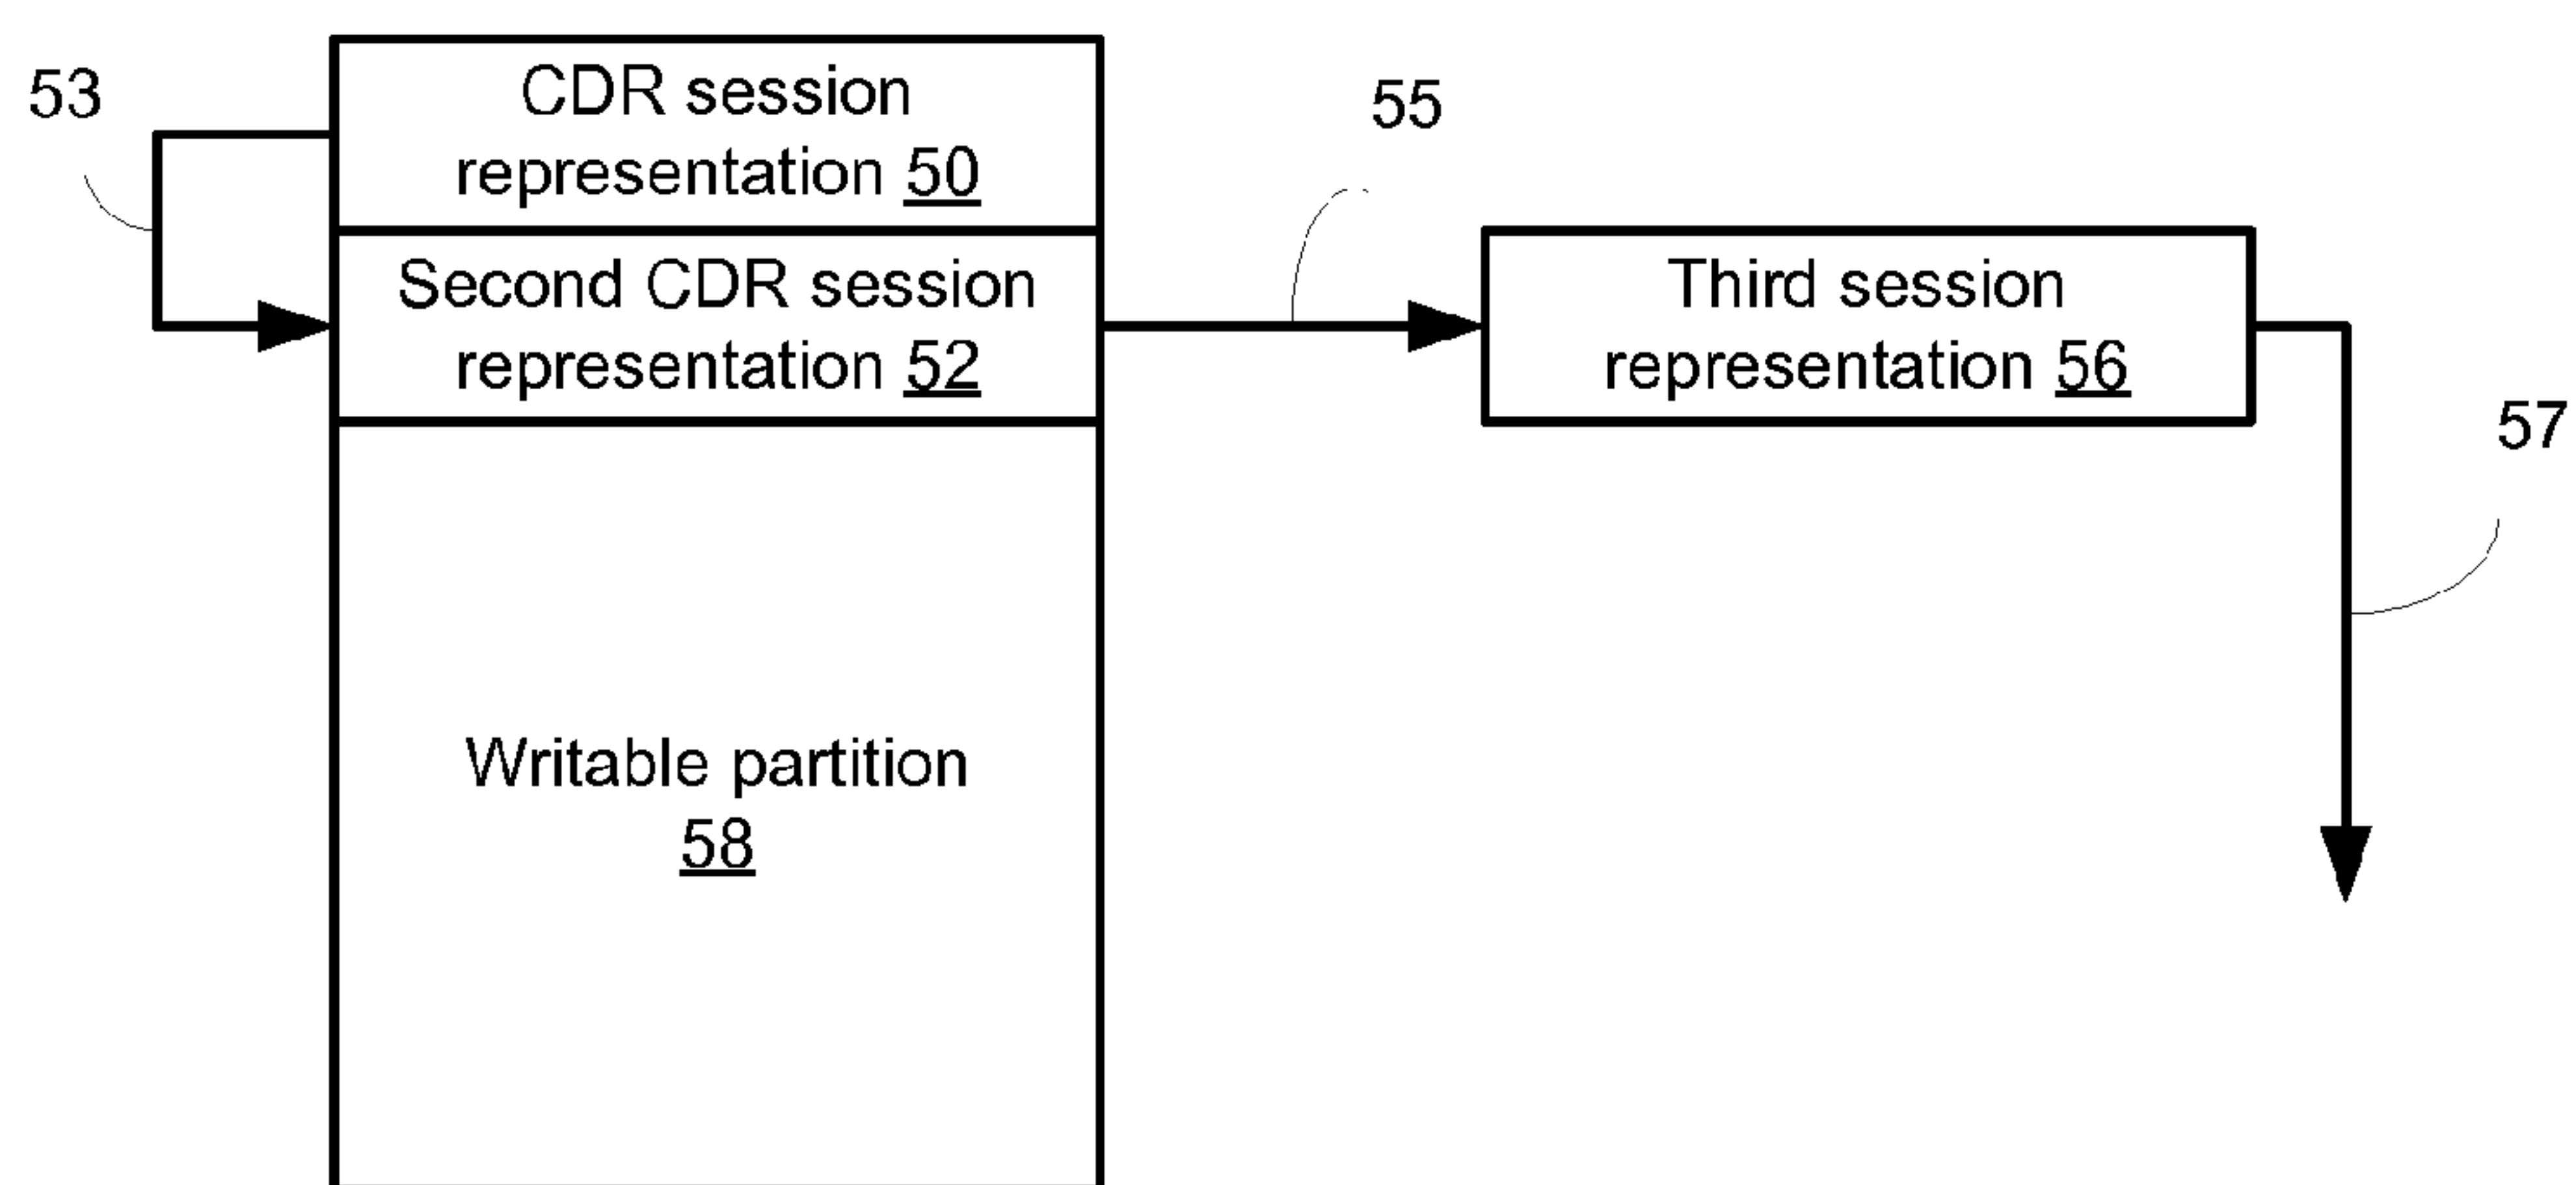 53
CDR session
representation 50
55
Second CDR session
representation 52
Third session
representation 56
57
Writable partition
58